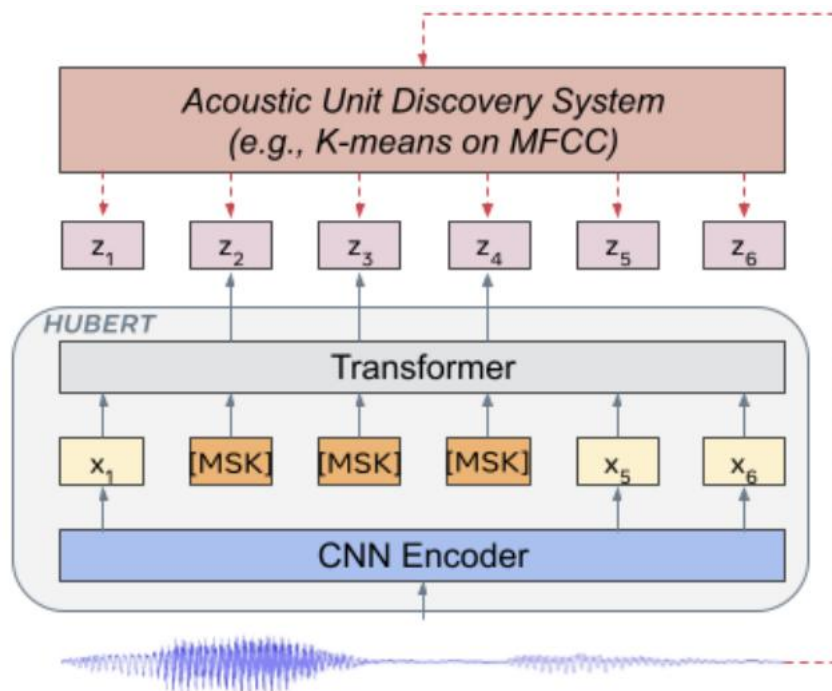 Acoustic Unit Discovery System
(e.g., K-means on MFCC)
z₁ z₂ z₃ z₄ z₅ z₆
HUBERT
Transformer
x₁ [MSK] [MSK] [MSK] x₅ x₆
CNN Encoder